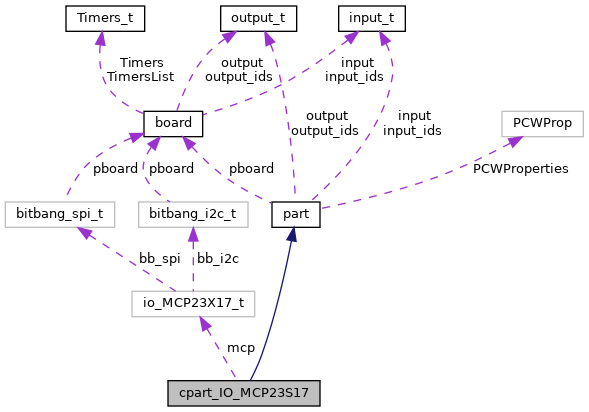 Timers_t
output_t
input_t
Timers
TimersList
output
output_ids
input
input_ids
board
output
output_ids
input
input_ids
PCWProp
pboard
pboard
pboard
PCWProperties
bitbang_spi_t
bitbang_i2c_t
part
bb_spi
bb_i2c
io_MCP23X17_t
mcp
cpart_IO_MCP23S17